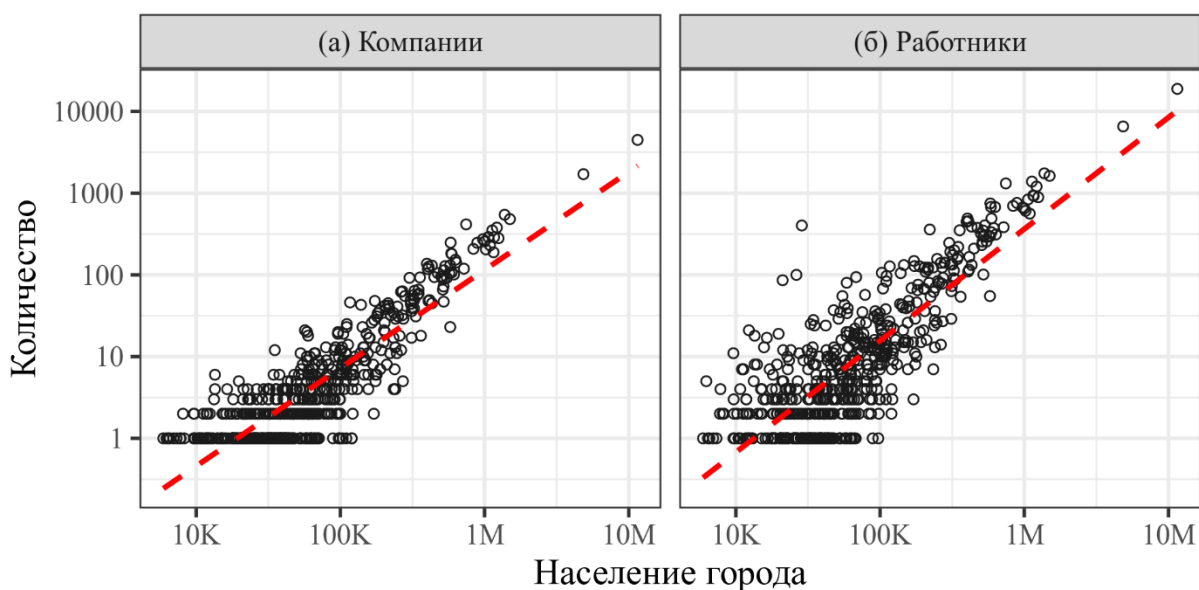 (а) Компании
(б) Работники
Количество
10000
1000
100
10
1
10K
100K
1M
10M
10K
100K
1M
10M
Население города